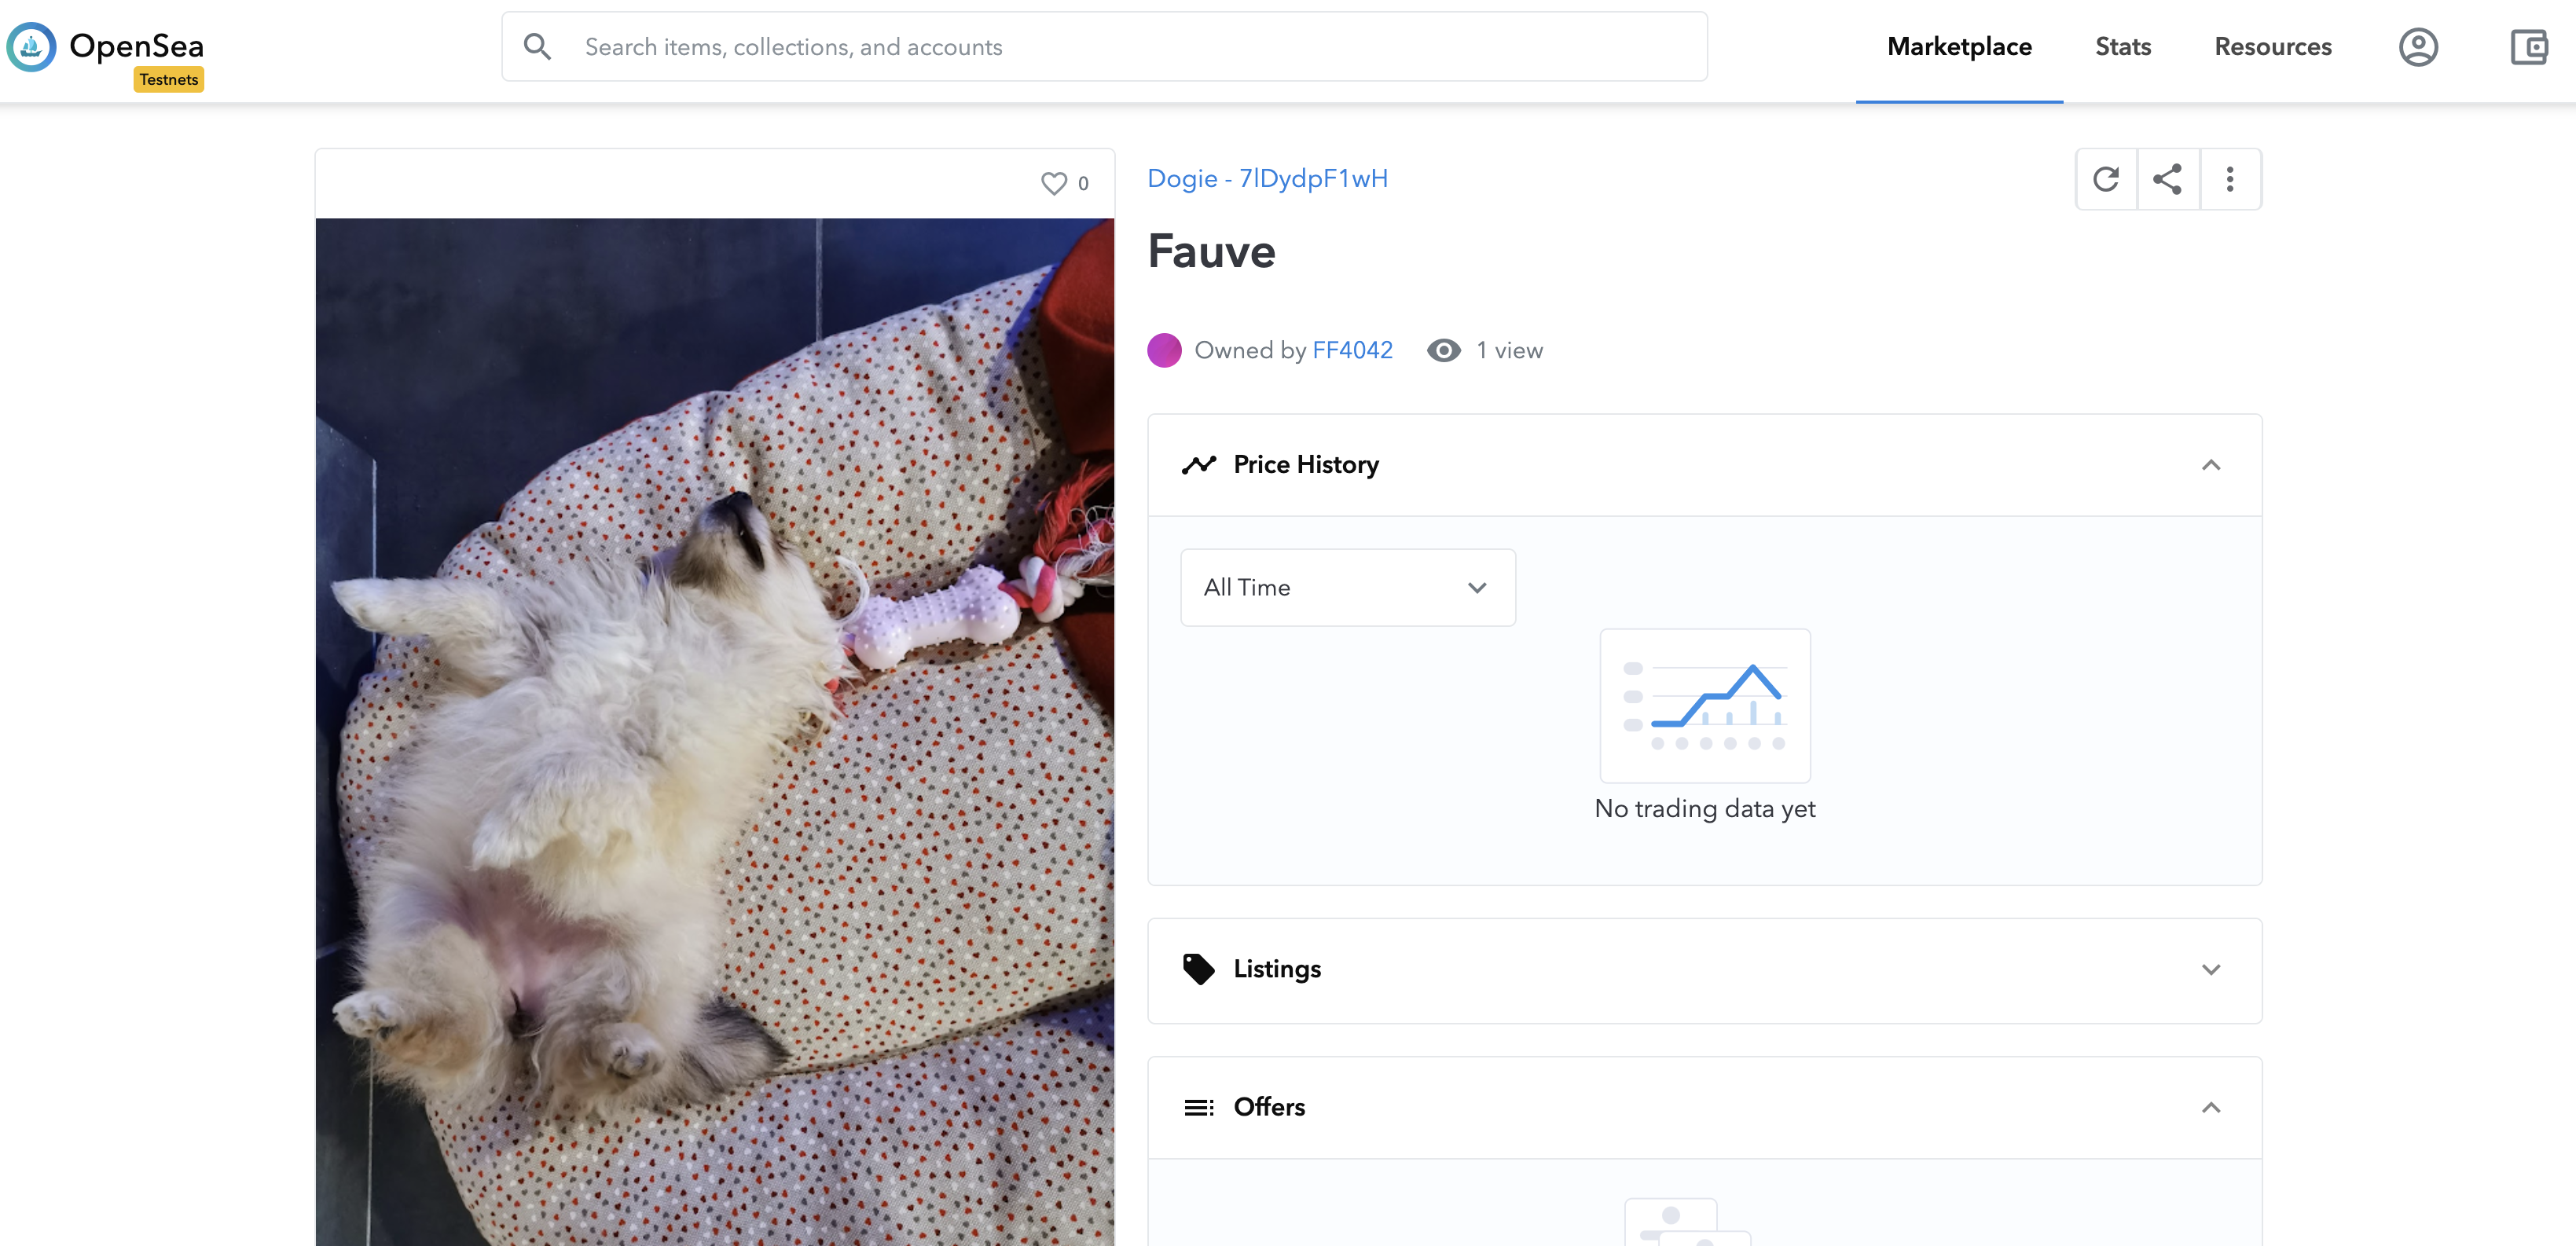 OpenSea
Testnets
Search items, collections, and accounts
Marketplace
Stats
Resources
0
Dogie - 7lDydpF1wH
Fauve
Owned by FF4042
1 view
Price History
All Time
No trading data yet
Listings
Offers